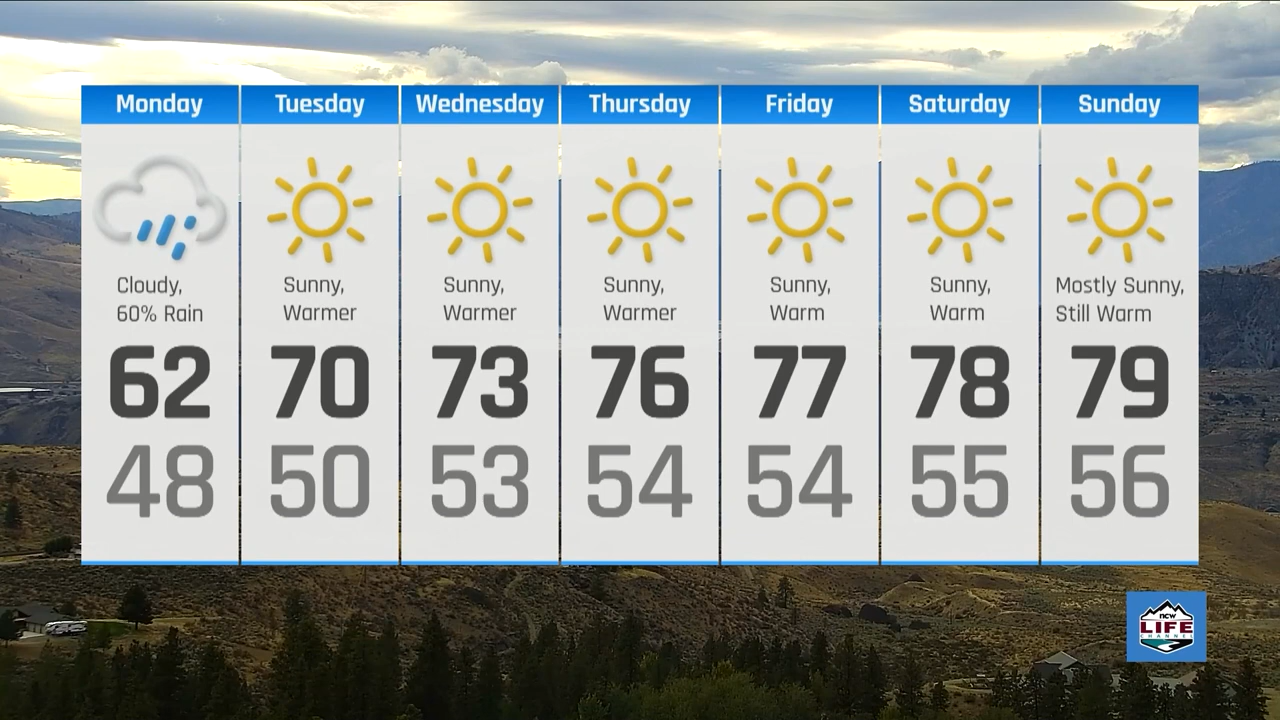 Monday
Cloudy,
60% Rain
62
48
Tuesday
Sunny,
Warmer
70
50
Wednesday
Sunny,
Warmer
73
53
Thursday
Sunny,
Warmer
76
54
Friday
Sunny,
Warm
77
54
Saturday
Sunny,
Warm
78
55
Sunday
Mostly Sunny,
Still Warm
79
56
ncw
LIFE
CHANNEL